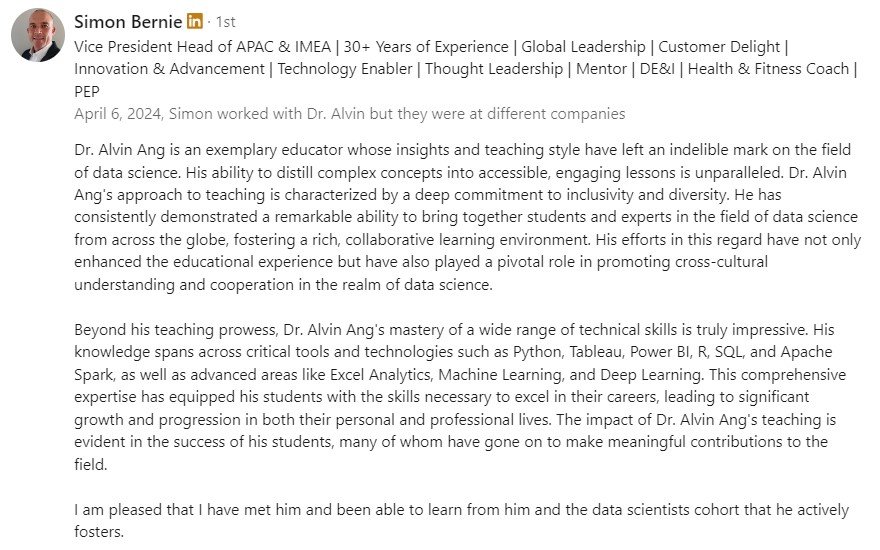 Simon Bernie in · 1st
Vice President Head of APAC & IMEA | 30+ Years of Experience | Global Leadership | Customer Delight |
Innovation & Advancement | Technology Enabler | Thought Leadership | Mentor | DE&I | Health & Fitness Coach |
PEP
April 6, 2024, Simon worked with Dr. Alvin but they were at different companies
Dr. Alvin Ang is an exemplary educator whose insights and teaching style have left an indelible mark on the field
of data science. His ability to distill complex concepts into accessible, engaging lessons is unparalleled. Dr. Alvin
Ang's approach to teaching is characterized by a deep commitment to inclusivity and diversity. He has
consistently demonstrated a remarkable ability to bring together students and experts in the field of data science
from across the globe, fostering a rich, collaborative learning environment. His efforts in this regard have not only
enhanced the educational experience but have also played a pivotal role in promoting cross-cultural
understanding and cooperation in the realm of data science.
Beyond his teaching prowess, Dr. Alvin Ang's mastery of a wide range of technical skills is truly impressive. His
knowledge spans across critical tools and technologies such as Python, Tableau, Power BI, R, SQL, and Apache
Spark, as well as advanced areas like Excel Analytics, Machine Learning, and Deep Learning. This comprehensive
expertise has equipped his students with the skills necessary to excel in their careers, leading to significant
growth and progression in both their personal and professional lives. The impact of Dr. Alvin Ang's teaching is
evident in the success of his students, many of whom have gone on to make meaningful contributions to the
field.
I am pleased that I have met him and been able to learn from him and the data scientists cohort that he actively
fosters.